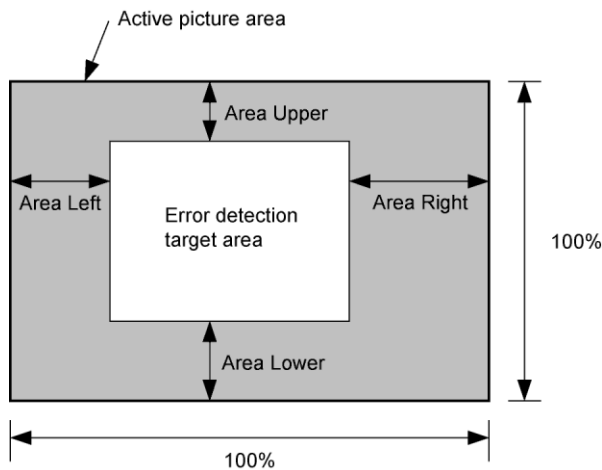 Active picture area
Area Upper
Area Left
Area Right
Error detection
target area
100%
Area Lower
100%